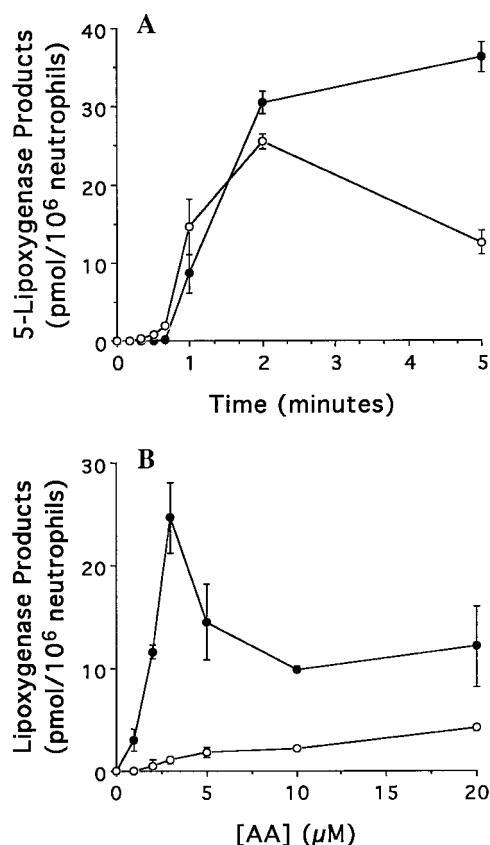 A
5-Lipoxygenase Products
(pmol/10⁶ neutrophils)
40
30
20
10
0
0 1 2 3 4 5
Time (minutes)
B
Lipoxygenase Products
(pmol/10⁶ neutrophils)
30
20
10
0
0 5 10 15 20
[AA] (μM)